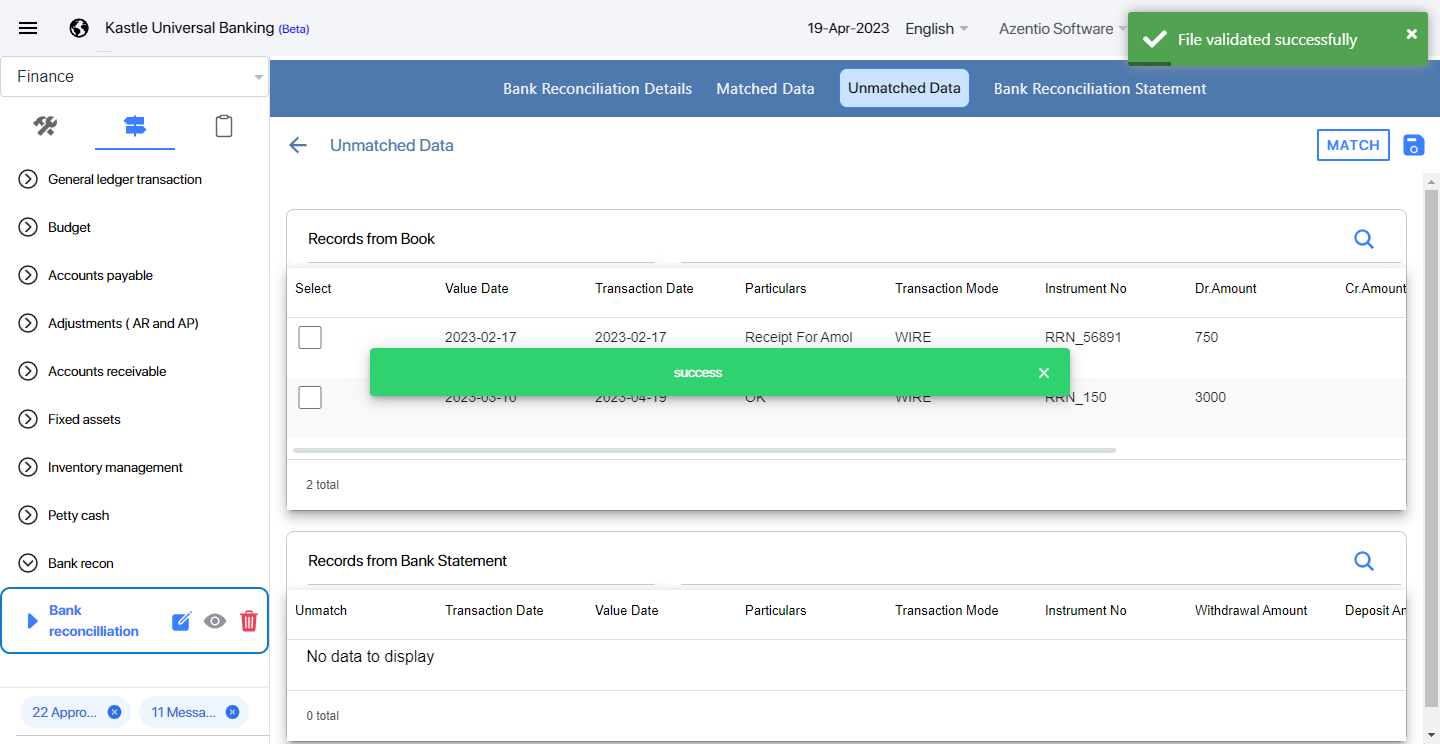 Kastle Universal Banking (Beta)
19-Apr-2023
English
Azentio Software
File validated successfully
Finance
Bank Reconciliation Details
Matched Data
Unmatched Data
Bank Reconciliation Statement
Unmatched Data
MATCH
General ledger transaction
Budget
Accounts payable
Adjustments ( AR and AP)
Accounts receivable
Fixed assets
Inventory management
Petty cash
Bank recon
Bank
reconcilliation
22 Appro...
11 Messa...
Records from Book
Select Value Date Transaction Date Particulars Transaction Mode Instrument No Dr.Amount Cr.Amount
2023-02-17 2023-02-17 Receipt For Amol WIRE RRN_56891 750
success
2023-03-10 2023-04-19 OK WIRE RRN_150 3000
2 total
Records from Bank Statement
Unmatch Transaction Date Value Date Particulars Transaction Mode Instrument No Withdrawal Amount Deposit
No data to display
0 total